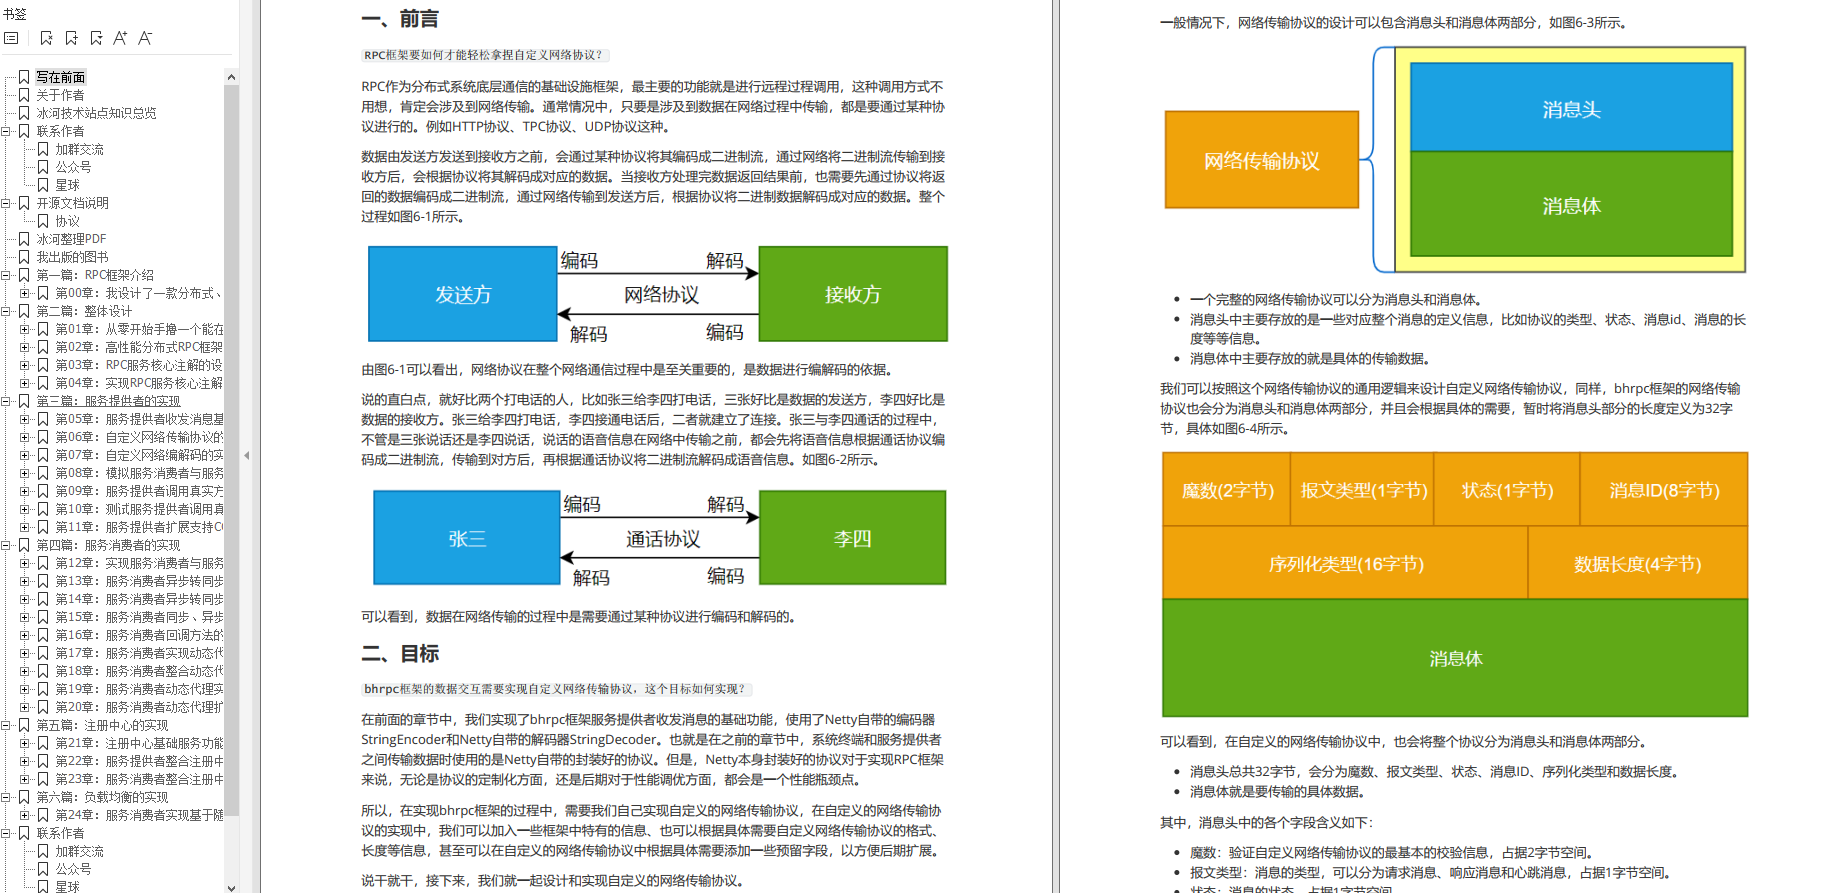 书签
写在前面
关于作者
冰河技术站点知识总览
联系作者
加群交流
公众号
星球
开源文档说明
协议
冰河整理PDF
我出版的图书
第一篇：RPC框架介绍
第00章：我设计了一款分布式、
第二篇：整体设计
第01章：从零开始手撸一个能在
第02章：高性能分布式RPC框架
第03章：RPC服务核心注解的设
第04章：实现RPC服务核心注解
第三篇：服务提供者的实现
第05章：服务提供者收发消息基
第06章：自定义网络传输协议的
第07章：自定义网络编解码的实
第08章：模拟服务消费者与服务
第09章：服务提供者调用真实方
第10章：测试服务提供者调用真
第11章：服务提供者扩展支持C
第四篇：服务消费者的实现
第12章：实现服务消费者与服务
第13章：服务消费者异步转同步
第14章：服务消费者异步转同步
第15章：服务消费者同步、异步
第16章：服务消费者回调方法的
第17章：服务消费者实现动态代
第18章：服务消费者整合动态代
第19章：服务消费者动态代理实
第20章：服务消费者动态代理扩
第五篇：注册中心的实现
第21章：注册中心基础服务功能
第22章：服务提供者整合注册中
第23章：服务消费者整合注册中
第六篇：负载均衡的实现
第24章：服务消费者实现基于随
联系作者
加群交流
公众号
星球
一、前言
RPC框架要如何才能轻松拿捏自定义网络协议？
RPC作为分布式系统底层通信的基础设施框架，最主要的功能就是进行远程过程调用，这种调用方式不
用想，肯定会涉及到网络传输。通常情况中，只要是涉及到数据在网络过程中传输，都是要通过某种协
议进行的。例如HTTP协议、TPC协议、UDP协议这种。
数据由发送方发送到接收方之前，会通过某种协议将其编码成二进制流，通过网络将二进制流传输到接
收方后，会根据协议将其解码成对应的数据。当接收方处理完数据返回结果前，也需要先通过协议将返
回的数据编码成二进制流，通过网络传输到发送方后，根据协议将二进制数据解码成对应的数据。整个
过程如图6-1所示。
发送方
编码
解码
网络协议
解码
编码
接收方
由图6-1可以看出，网络协议在整个网络通信过程中是至关重要的，是数据进行编解码的依据。
说的直白点，就好比两个打电话的人，比如张三给李四打电话，三张好比是数据的发送方，李四好比是
数据的接收方。张三给李四打电话，李四接通电话后，二者就建立了连接。张三与李四通话的过程中，
不管是三张说话还是李四说话，说话的语音信息在网络中传输之前，都会先将语音信息根据通话协议编
码成二进制流，传输到对方后，再根据通话协议将二进制流解码成语音信息。如图6-2所示。
张三
编码
解码
通话协议
解码
编码
李四
可以看到，数据在网络传输的过程中是需要通过某种协议进行编码和解码的。
二、目标
bhrpc框架的数据交互需要实现自定义网络传输协议，这个目标如何实现？
在前面的章节中，我们实现了bhrpc框架服务提供者收发消息的基础功能，使用了Netty自带的编码器
StringEncoder和Netty自带的解码器StringDecoder。也就是在之前的章节中，系统终端和服务提供者
之间传输数据时使用的是Netty自带的封装好的协议。但是，Netty本身封装好的协议对于实现RPC框架
来说，无论是协议的定制化方面，还是后期对于性能调优方面，都会是一个性能瓶颈点。
所以，在实现bhrpc框架的过程中，需要我们自己实现自定义的网络传输协议，在自定义的网络传输协
议的实现中，我们可以加入一些框架中特有的信息、也可以根据具体需要自定义网络传输协议的格式、
长度等信息，甚至可以在自定义的网络传输协议中根据具体需要添加一些预留字段，以方便后期扩展。
说干就干，接下来，我们就一起设计和实现自定义的网络传输协议。
一般情况下，网络传输协议的设计可以包含消息头和消息体两部分，如图6-3所示。
网络传输协议
消息头
消息体
一个完整的网络传输协议可以分为消息头和消息体。
消息头中主要存放的是一些对应整个消息的定义信息，比如协议的类型、状态、消息id、消息的长
度等等信息。
消息体中主要存放的就是具体的传输数据。
我们可以按照这个网络传输协议的通用逻辑来设计自定义网络传输协议，同样，bhrpc框架的网络传输
协议也会分为消息头和消息体两部分，并且会根据具体的需要，暂时将消息头部分的长度定义为32字
节，具体如图6-4所示。
魔数(2字节)
报文类型(1字节)
状态(1字节)
消息ID(8字节)
序列化类型(16字节)
数据长度(4字节)
消息体
可以看到，在自定义的网络传输协议中，也会将整个协议分为消息头和消息体两部分。
消息头总共32字节，会分为魔数、报文类型、状态、消息ID、序列化类型和数据长度。
消息体就是要传输的具体数据。
其中，消息头中的各个字段含义如下：
魔数：验证自定义网络传输协议的最基本的校验信息，占据2字节空间。
报文类型：消息的类型，可以分为请求消息、响应消息和心跳消息，占据1字节空间。
状态：消息的状态，占据1字节空间